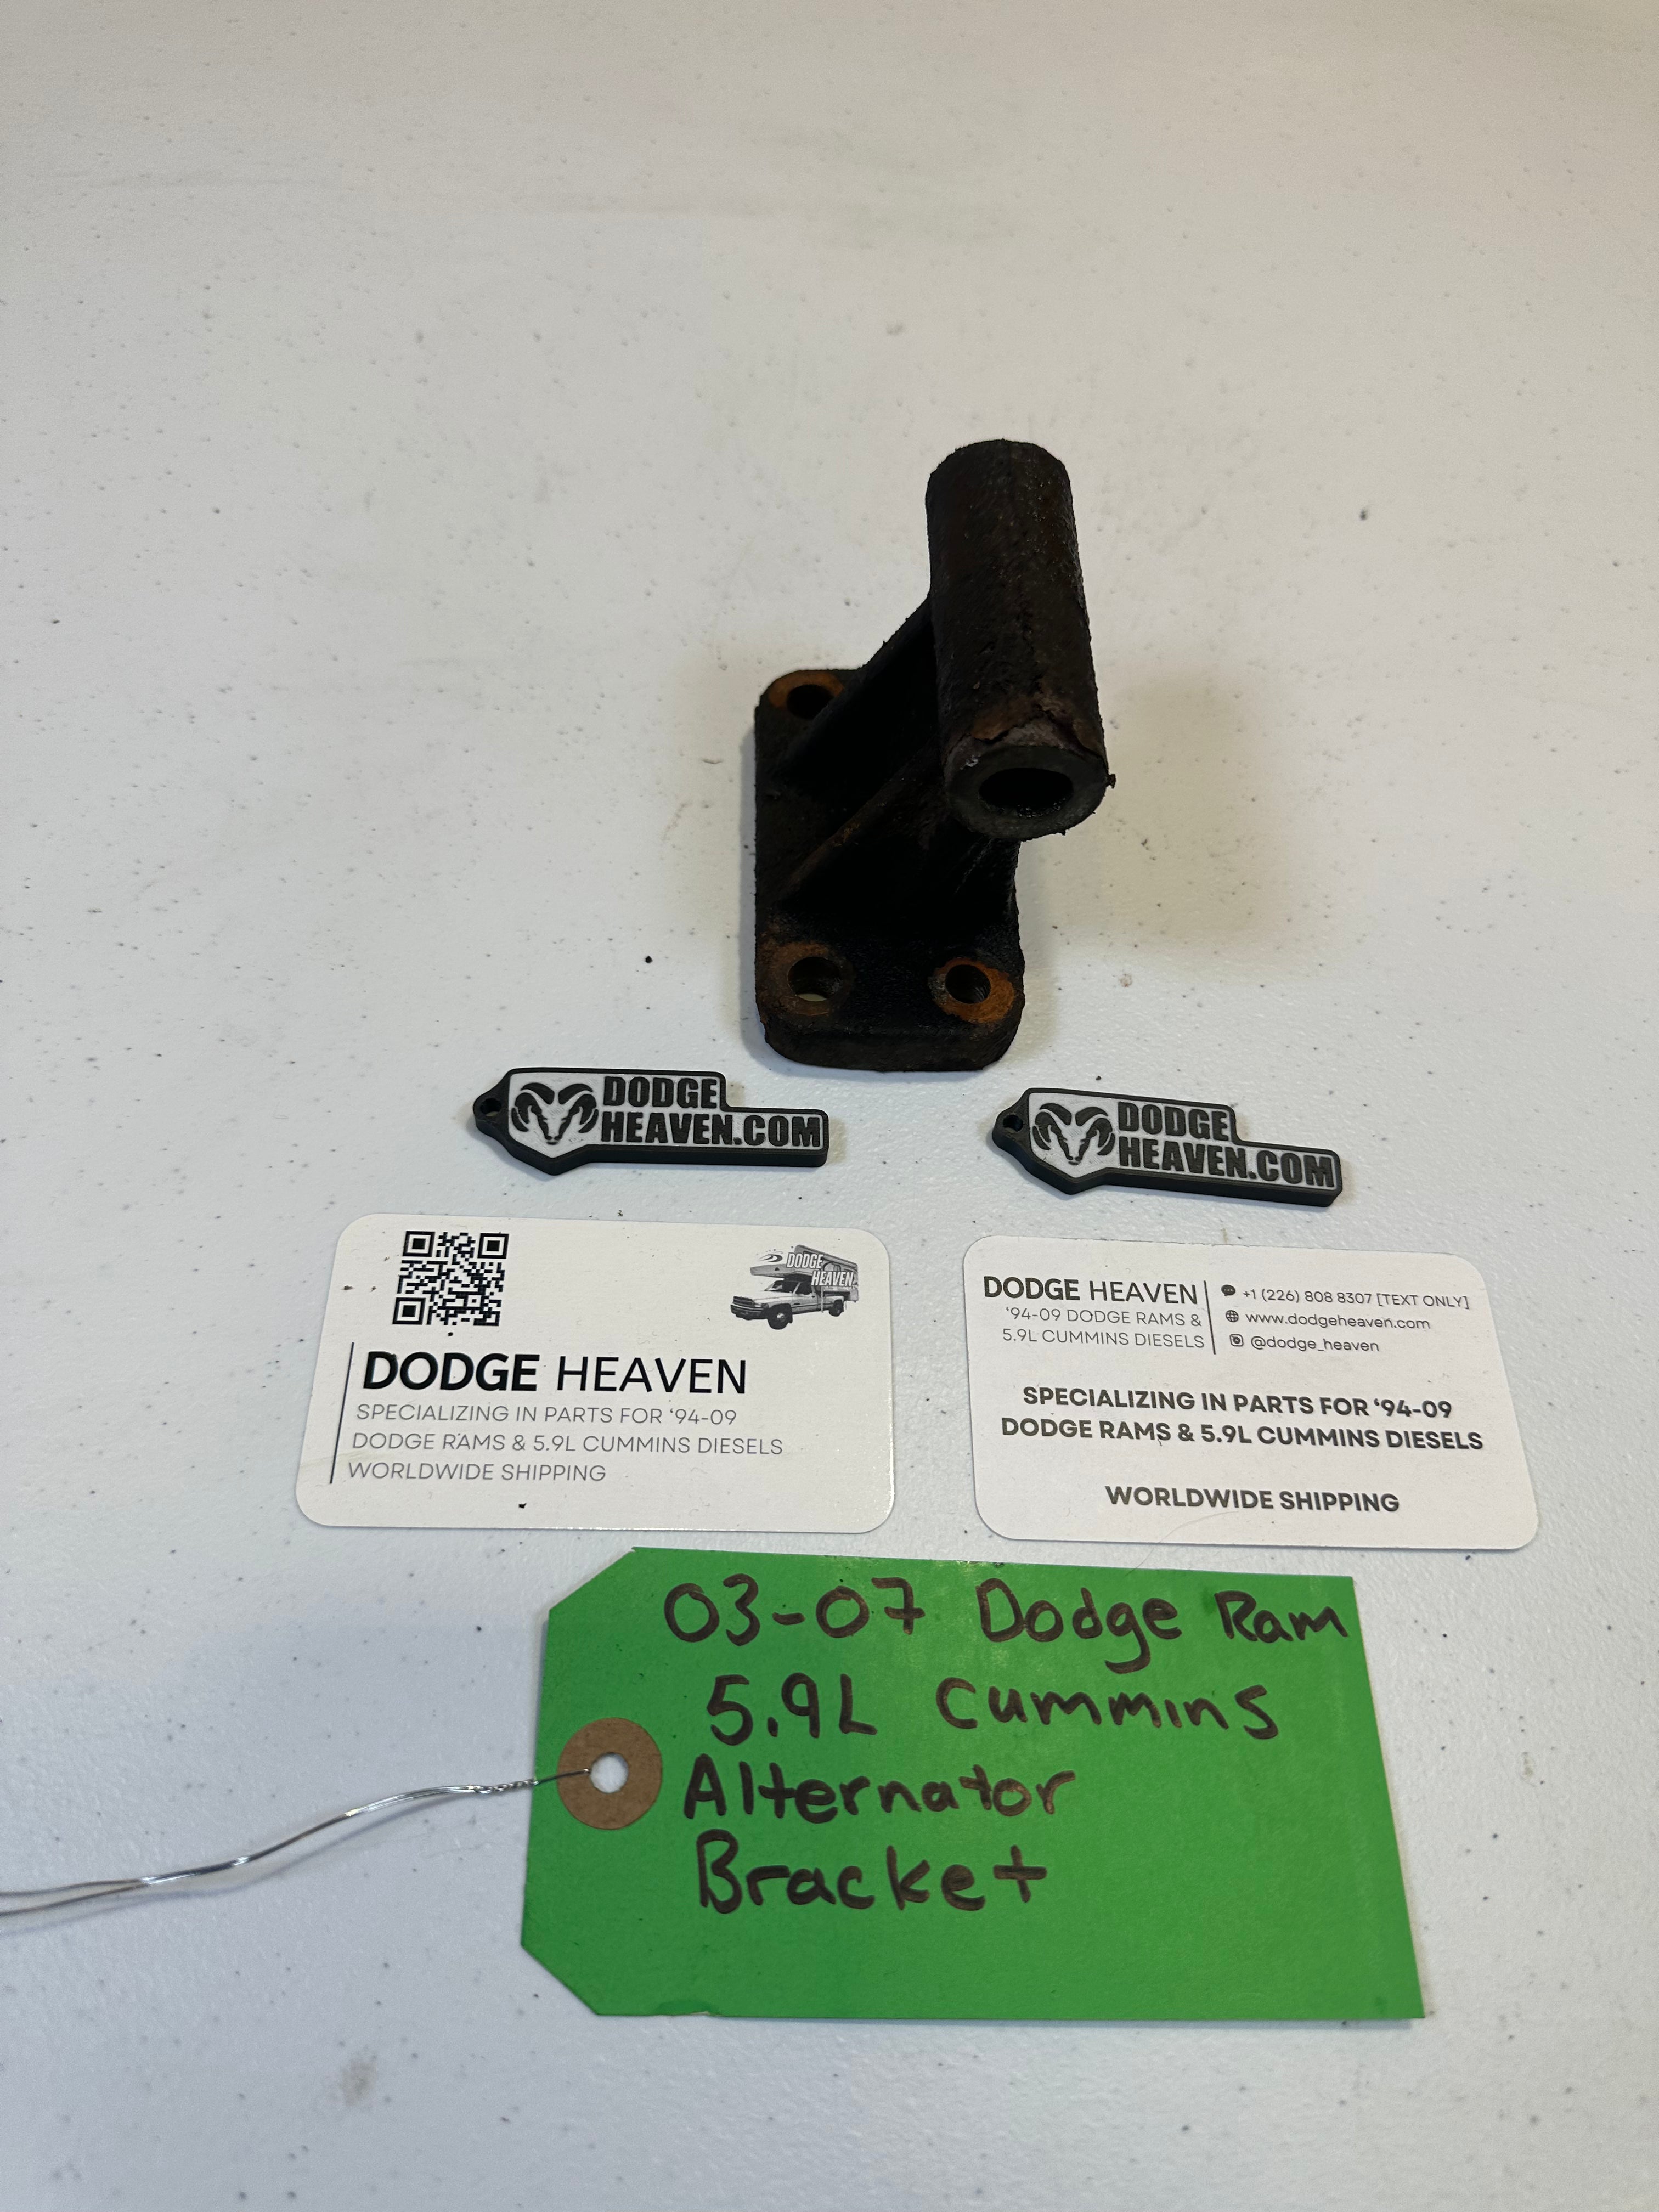 DODGE
HEAVEN.COM
DODGE
HEAVEN.COM
DODGE
HEAVEN
DODGE HEAVEN
SPECIALIZING IN PARTS FOR ‘94-09
DODGE RAMS & 5.9L CUMMINS DIESELS
WORLDWIDE SHIPPING
DODGE HEAVEN
‘94-09 DODGE RAMS &
5.9L CUMMINS DIESELS
+1 (226) 808 8307 [TEXT ONLY]
www.dodgeheaven.com
@dodge_heaven
SPECIALIZING IN PARTS FOR ‘94-09
DODGE RAMS & 5.9L CUMMINS DIESELS
WORLDWIDE SHIPPING
03-07 Dodge Ram
5.9L Cummins
Alternator
Bracket